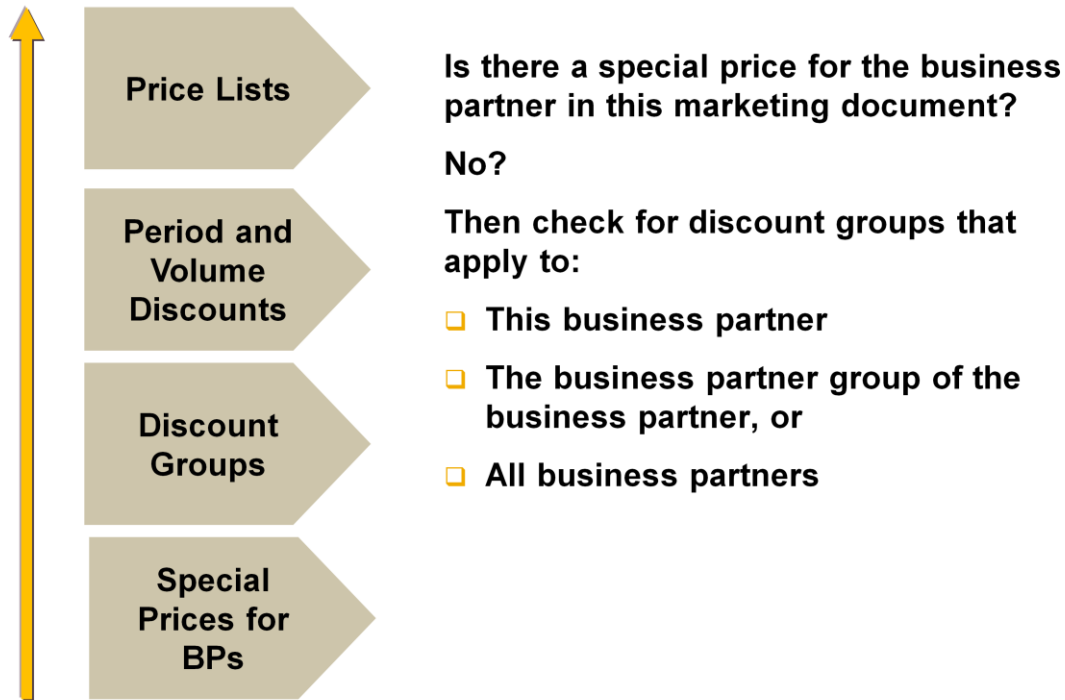 Price Lists
Period and
Volume
Discounts
Discount
Groups
Special
Prices for
BPs
Is there a special price for the business
partner in this marketing document?
No?
Then check for discount groups that
apply to:
This business partner
The business partner group of the
business partner, or
All business partners